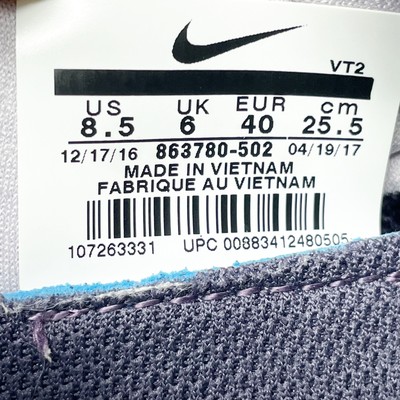 VT2
US UK EUR cm
8.5 6 40 25.5
12/17/16 863780-502 04/19/17
MADE IN VIETNAM
FABRIQUE AU VIETNAM
107263331 UPC 00883412480505